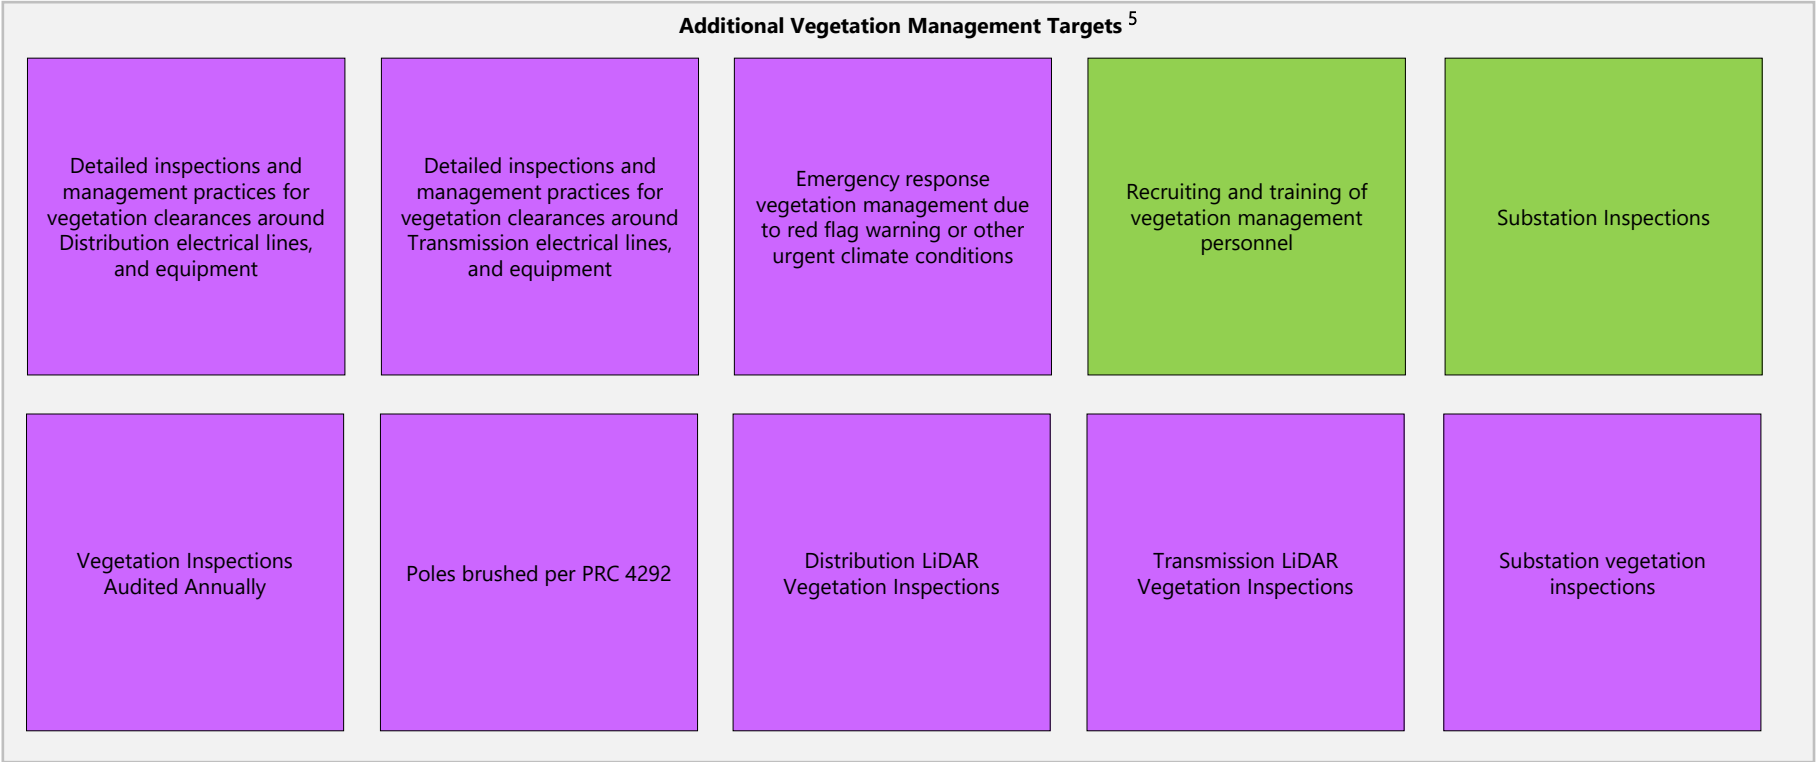 Additional Vegetation Management Targets 5
Detailed inspections and
management practices for
vegetation clearances around
Distribution electrical lines,
and equipment
Detailed inspections and
management practices for
vegetation clearances around
Transmission electrical lines,
and equipment
Emergency response
vegetation management due
to red flag warning or other
urgent climate conditions
Recruiting and training of
vegetation management
personnel
Substation Inspections
Vegetation Inspections
Audited Annually
Poles brushed per PRC 4292
Distribution LiDAR
Vegetation Inspections
Transmission LiDAR
Vegetation Inspections
Substation vegetation
inspections